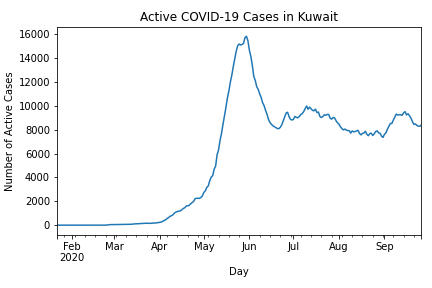 Active COVID-19 Cases in Kuwait
Number of Active Cases
16000
14000
12000
10000
8000
6000
4000
2000
0
Feb Mar Apr May Jun Jul Aug Sep
2020
Day